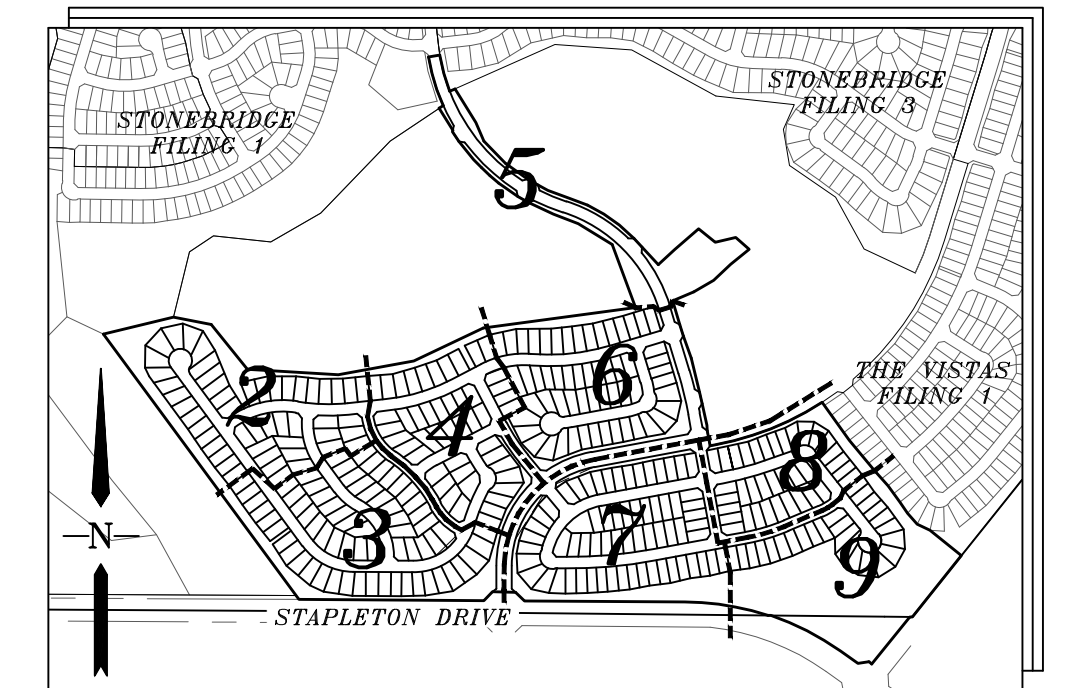 STONEBRIDGE
FILING 3
STONEBRIDGE
FILING 1
5
2
6
THE VISTAS
FILING 1
4
8
3
7
9
N
STAPLETON DRIVE